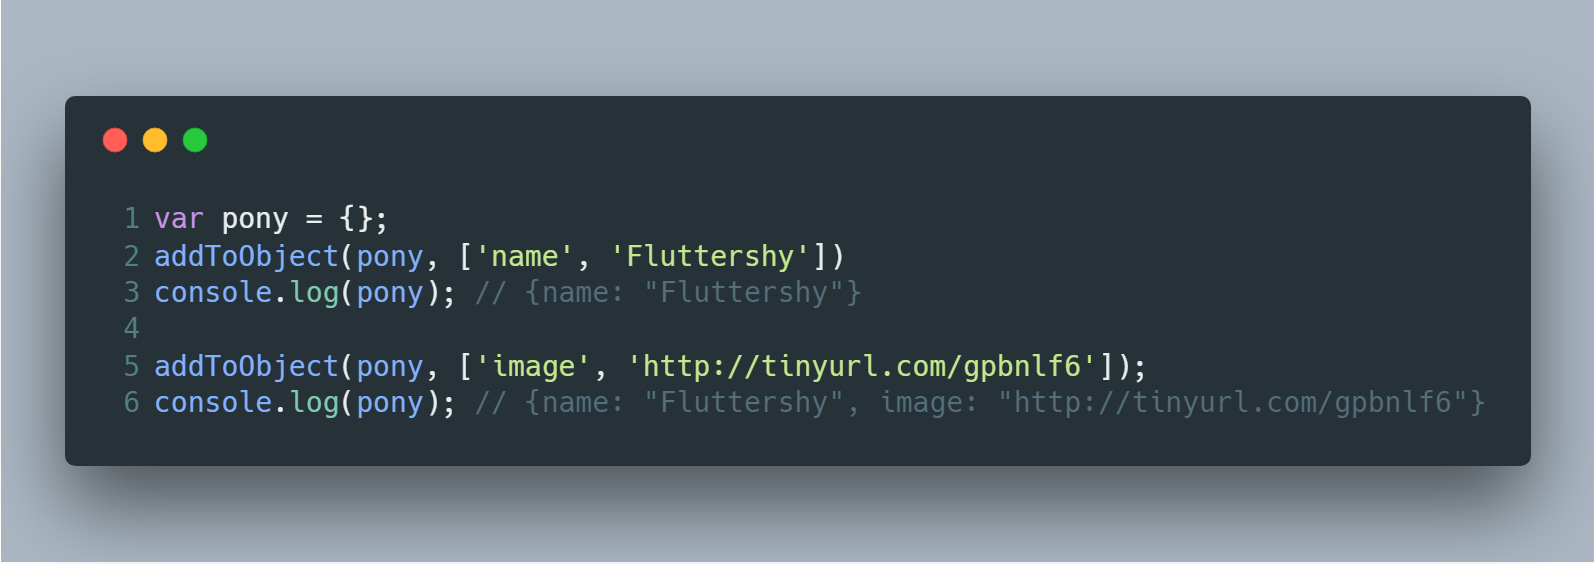 1 var pony = {};
2 addToObject(pony, ['name', 'Fluttershy'])
3 console.log(pony); // {name: "Fluttershy"}
4
5 addToObject(pony, ['image', 'http://tinyurl.com/gpbnlf6']);
6 console.log(pony); // {name: "Fluttershy", image: "http://tinyurl.com/gpbnlf6"}